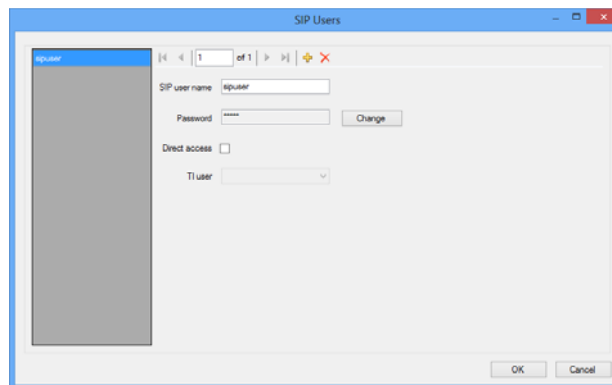 SIP Users
sipuser
1 of 1
SIP user name sipuser
Password ***** Change
Direct access
TI user
OK Cancel